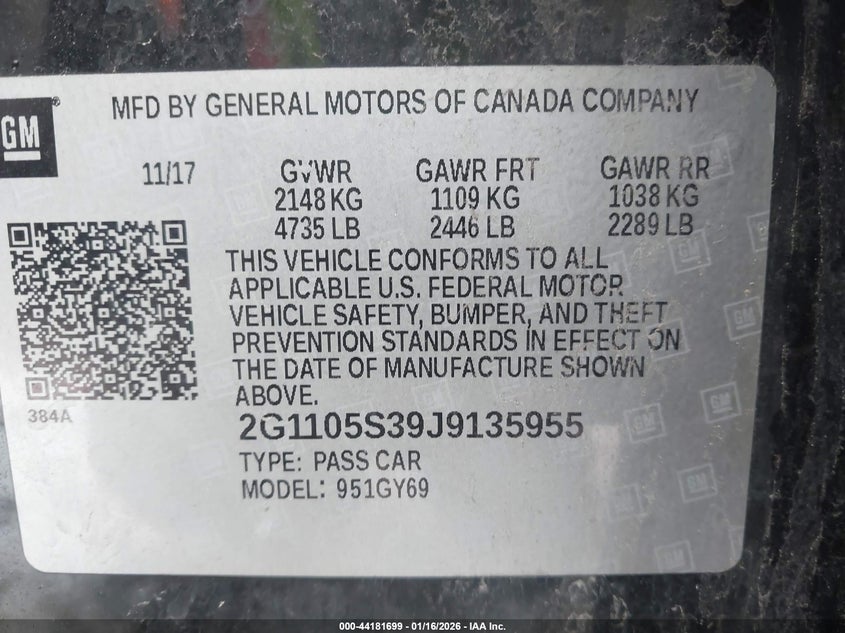 GM
MFD BY GENERAL MOTORS OF CANADA COMPANY
11/17 GVWR GAWR FRT GAWR RR
2148 KG 1109 KG 1038 KG
4735 LB 2446 LB 2289 LB
THIS VEHICLE CONFORMS TO ALL
APPLICABLE U.S. FEDERAL MOTOR
VEHICLE SAFETY, BUMPER, AND THEFT
PREVENTION STANDARDS IN EFFECT ON
THE DATE OF MANUFACTURE SHOWN
ABOVE.
384A
2G1105S39J9135955
TYPE: PASS CAR
MODEL: 951GY69
000-44181699 - 01/16/2026 - IAA Inc.